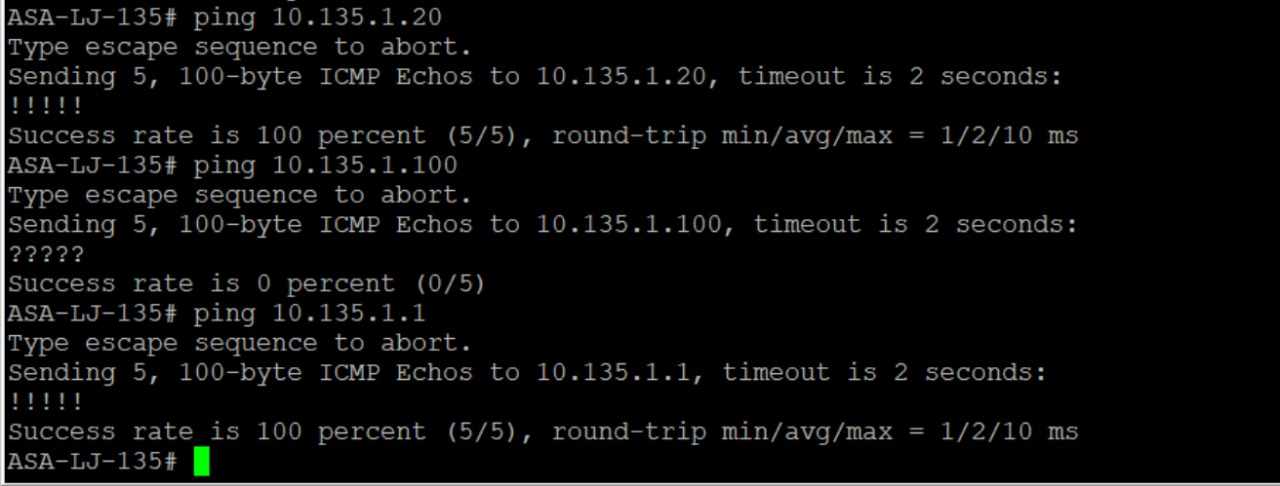 ASA-LJ-135# ping 10.135.1.20
Type escape sequence to abort.
Sending 5, 100-byte ICMP Echos to 10.135.1.20, timeout is 2 seconds:
!!!!!
Success rate is 100 percent (5/5), round-trip min/avg/max = 1/2/10 ms
ASA-LJ-135# ping 10.135.1.100
Type escape sequence to abort.
Sending 5, 100-byte ICMP Echos to 10.135.1.100, timeout is 2 seconds:
?????
Success rate is 0 percent (0/5)
ASA-LJ-135# ping 10.135.1.1
Type escape sequence to abort.
Sending 5, 100-byte ICMP Echos to 10.135.1.1, timeout is 2 seconds:
!!!!!
Success rate is 100 percent (5/5), round-trip min/avg/max = 1/2/10 ms
ASA-LJ-135#